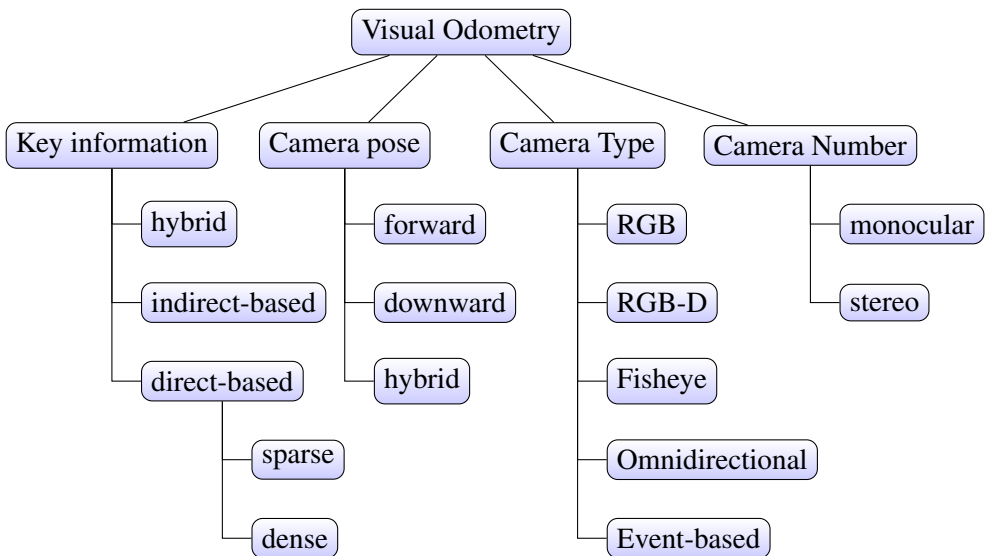 Visual Odometry
Key information
Camera pose
Camera Type
Camera Number
hybrid
forward
RGB
monocular
indirect-based
downward
RGB-D
stereo
direct-based
hybrid
Fisheye
sparse
Omnidirectional
dense
Event-based